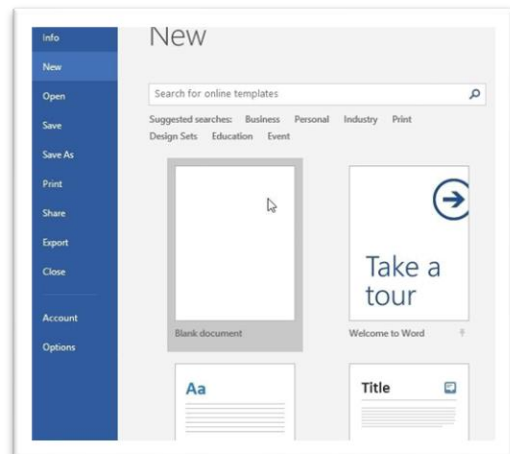 Info
New
Open
Save
Save As
Print
Share
Export
Close
Account
Options
New
Search for online templates
Suggested searches: Business Personal Industry Print
Design Sets Education Event
Take a
tour
Blank document
Welcome to Word
Aa
Title